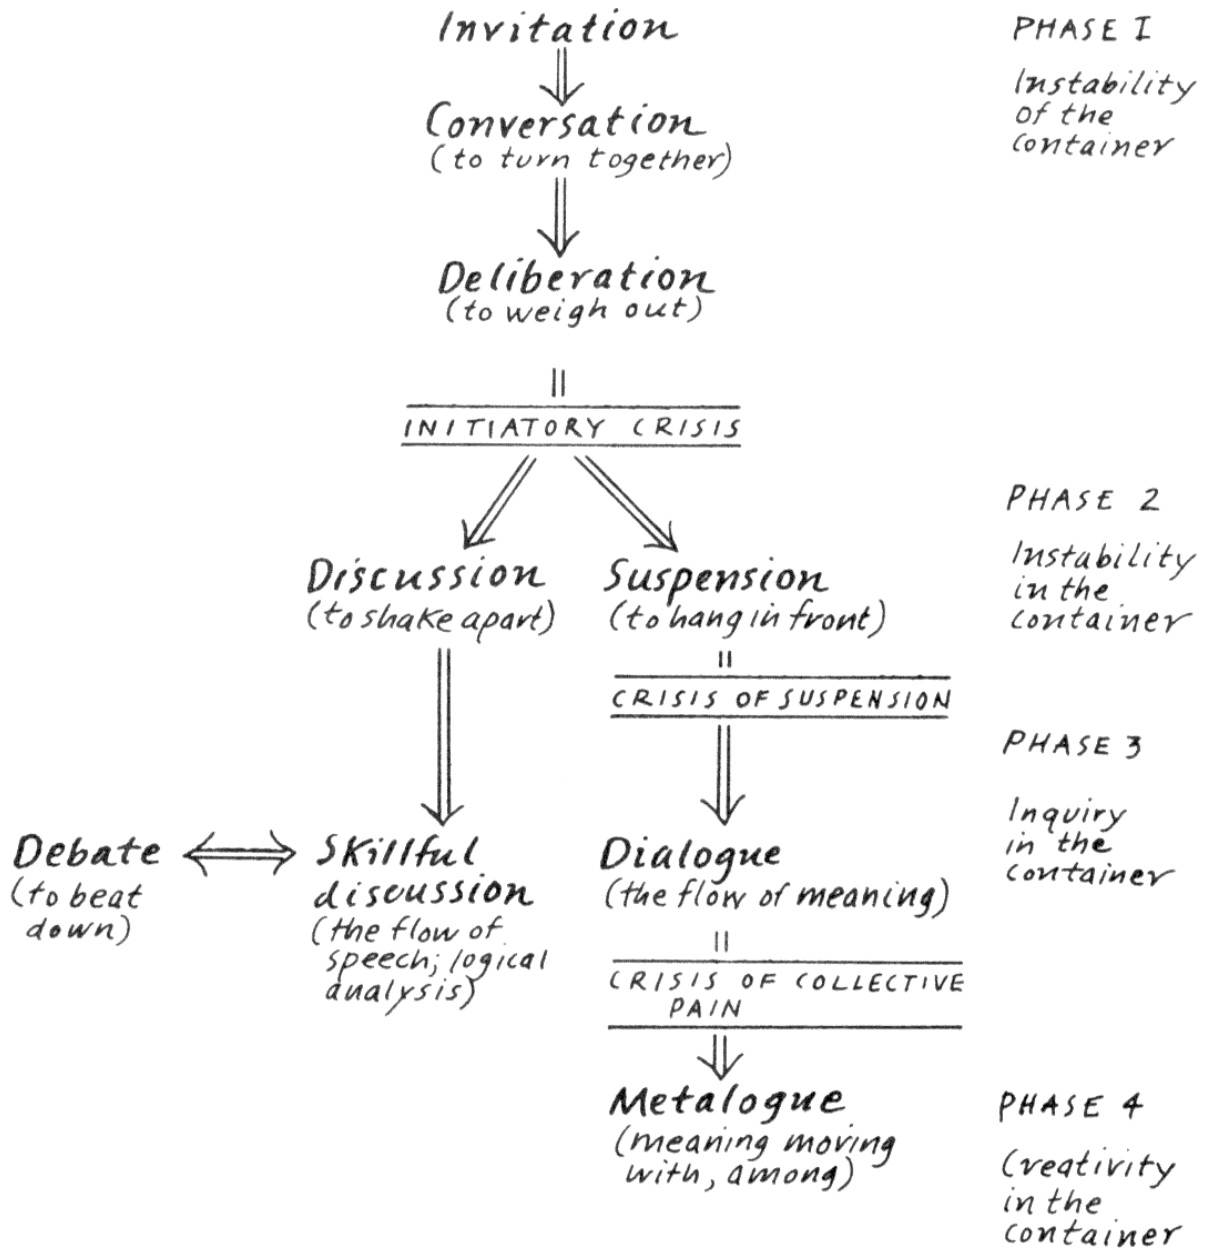 Invitation
PHASE I
Instability
of the
container
Conversation
(to turn together)
Deliberation
(to weigh out)
INITIATORY CRISIS
PHASE 2
Instability
in the
container
Discussion
(to shake apart)
Suspension
(to hang in front)
CRISIS OF SUSPENSION
PHASE 3
Inquiry
in the
container
Debate
(to beat
down)
Skillful
discussion
(the flow of
speech; logical
analysis)
Dialogue
(the flow of meaning)
CRISIS OF COLLECTIVE
PAIN
Metalogue
(meaning moving
with, among)
PHASE 4
Creativity
in the
container